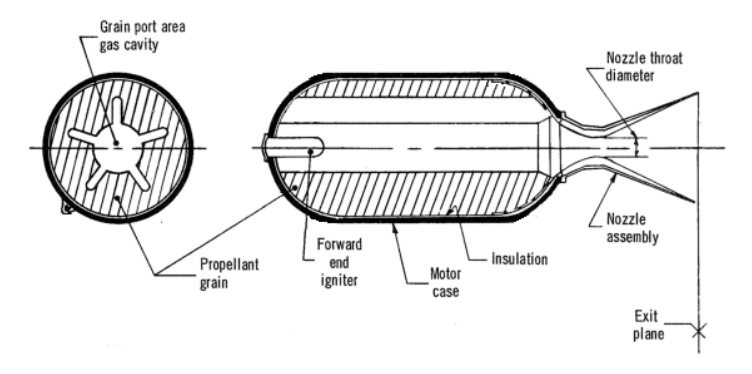 Grain port area
gas cavity
Nozzle throat
diameter
Propellant
grain
Forward
end
igniter
Motor
case
Insulation
Nozzle
assembly
Exit
plane